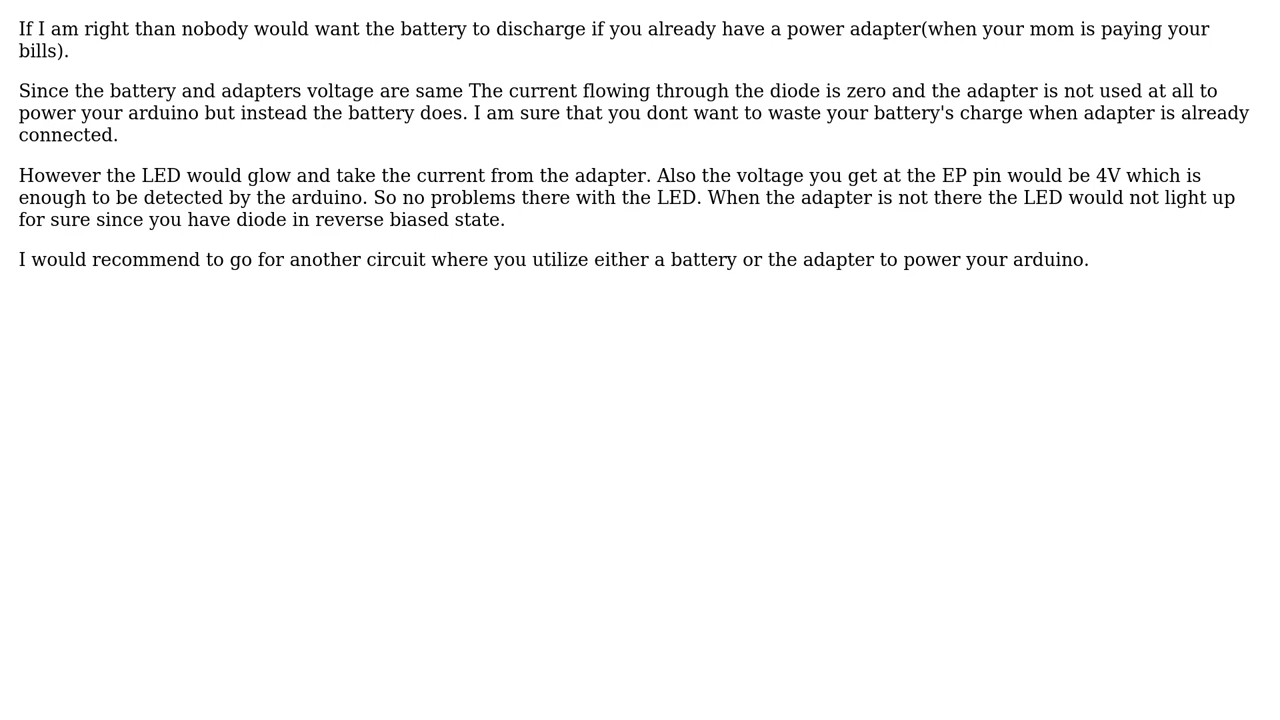 If I am right than nobody would want the battery to discharge if you already have a power adapter(when your mom is paying your
bills).
Since the battery and adapters voltage are same The current flowing through the diode is zero and the adapter is not used at all to
power your arduino but instead the battery does. I am sure that you dont want to waste your battery's charge when adapter is already
connected.
However the LED would glow and take the current from the adapter. Also the voltage you get at the EP pin would be 4V which is
enough to be detected by the arduino. So no problems there with the LED. When the adapter is not there the LED would not light up
for sure since you have diode in reverse biased state.
I would recommend to go for another circuit where you utilize either a battery or the adapter to power your arduino.